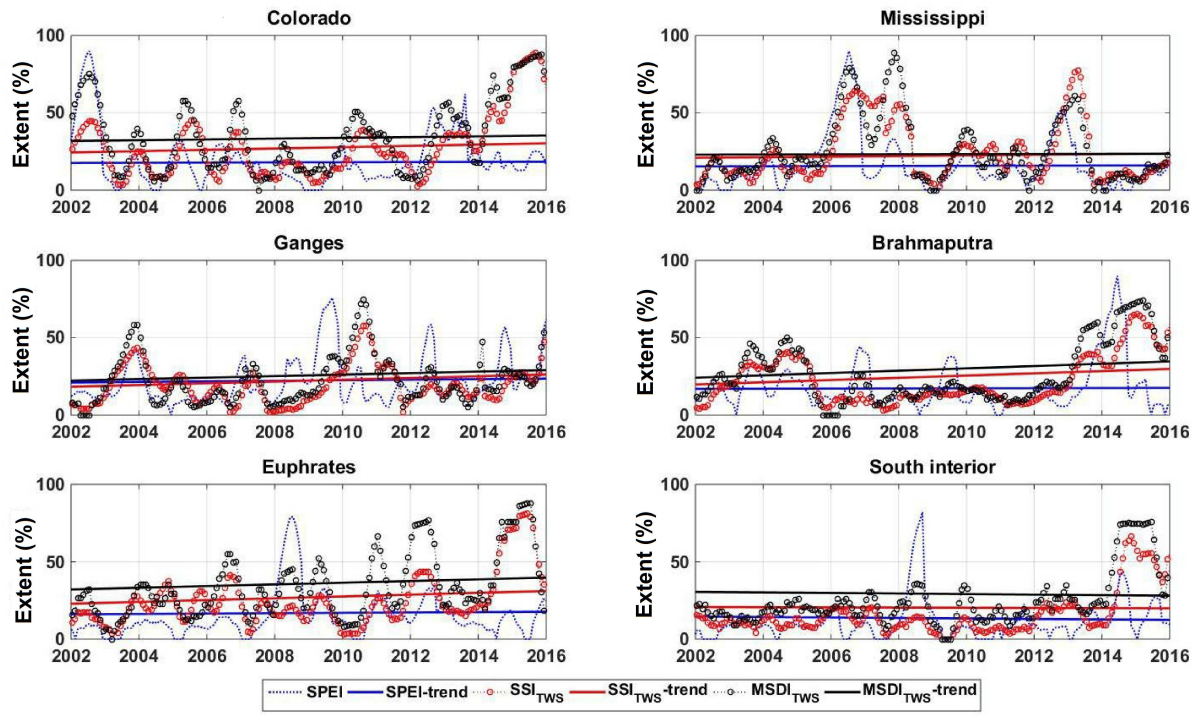 Colorado
Mississippi
Extent (%)
100
50
0
2002 2004 2006 2008 2010 2012 2014 2016
Extent (%)
100
50
0
2002 2004 2006 2008 2010 2012 2014 2016
Ganges
Brahmaputra
Extent (%)
100
50
0
2002 2004 2006 2008 2010 2012 2014 2016
Extent (%)
100
50
0
2002 2004 2006 2008 2010 2012 2014 2016
Euphrates
South interior
Extent (%)
100
50
0
2002 2004 2006 2008 2010 2012 2014 2016
Extent (%)
100
50
0
2002 2004 2006 2008 2010 2012 2014 2016
SPEI SPEI-trend SSI_TWS SSI_TWS-trend MSDI_TWS MSDI_TWS-trend